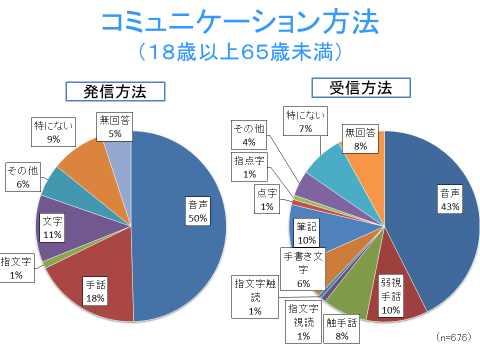 コミュニケーション方法
（１８歳以上６５歳未満）
発信方法
無回答
5%
特にない
9%
その他
6%
文字
11%
指文字
1%
手話
18%
音声
50%
受信方法
無回答
8%
特にない
7%
その他
4%
指点字
1%
点字
1%
筆記
10%
手書き文
字
6%
指文字触
読
1%
指文字
視読
1%
触手話
8%
弱視
手話
10%
音声
43%
（n=676）